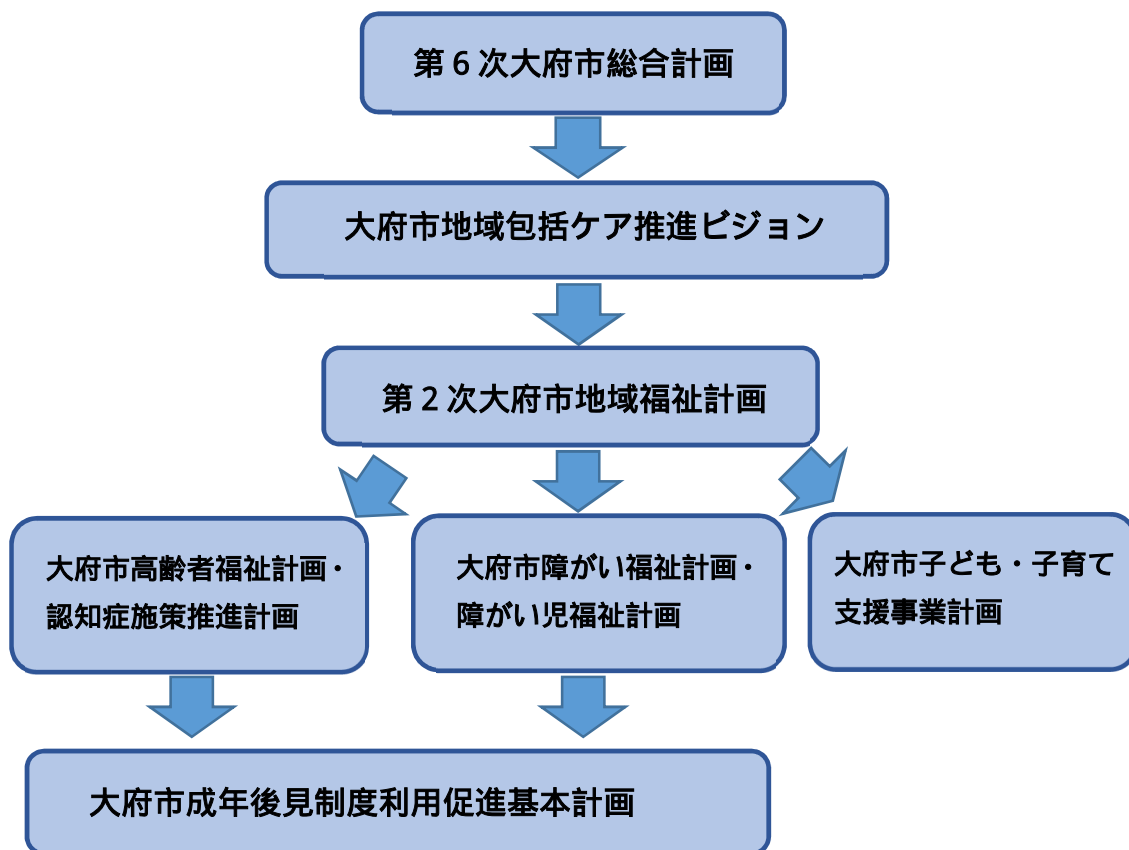 第６次大府市総合計画
大府市地域包括ケア推進ビジョン
第２次大府市地域福祉計画
大府市高齢者福祉計画・
認知症施策推進計画
大府市障がい福祉計画・
障がい児福祉計画
大府市子ども・子育て
支援事業計画
大府市成年後見制度利用促進基本計画